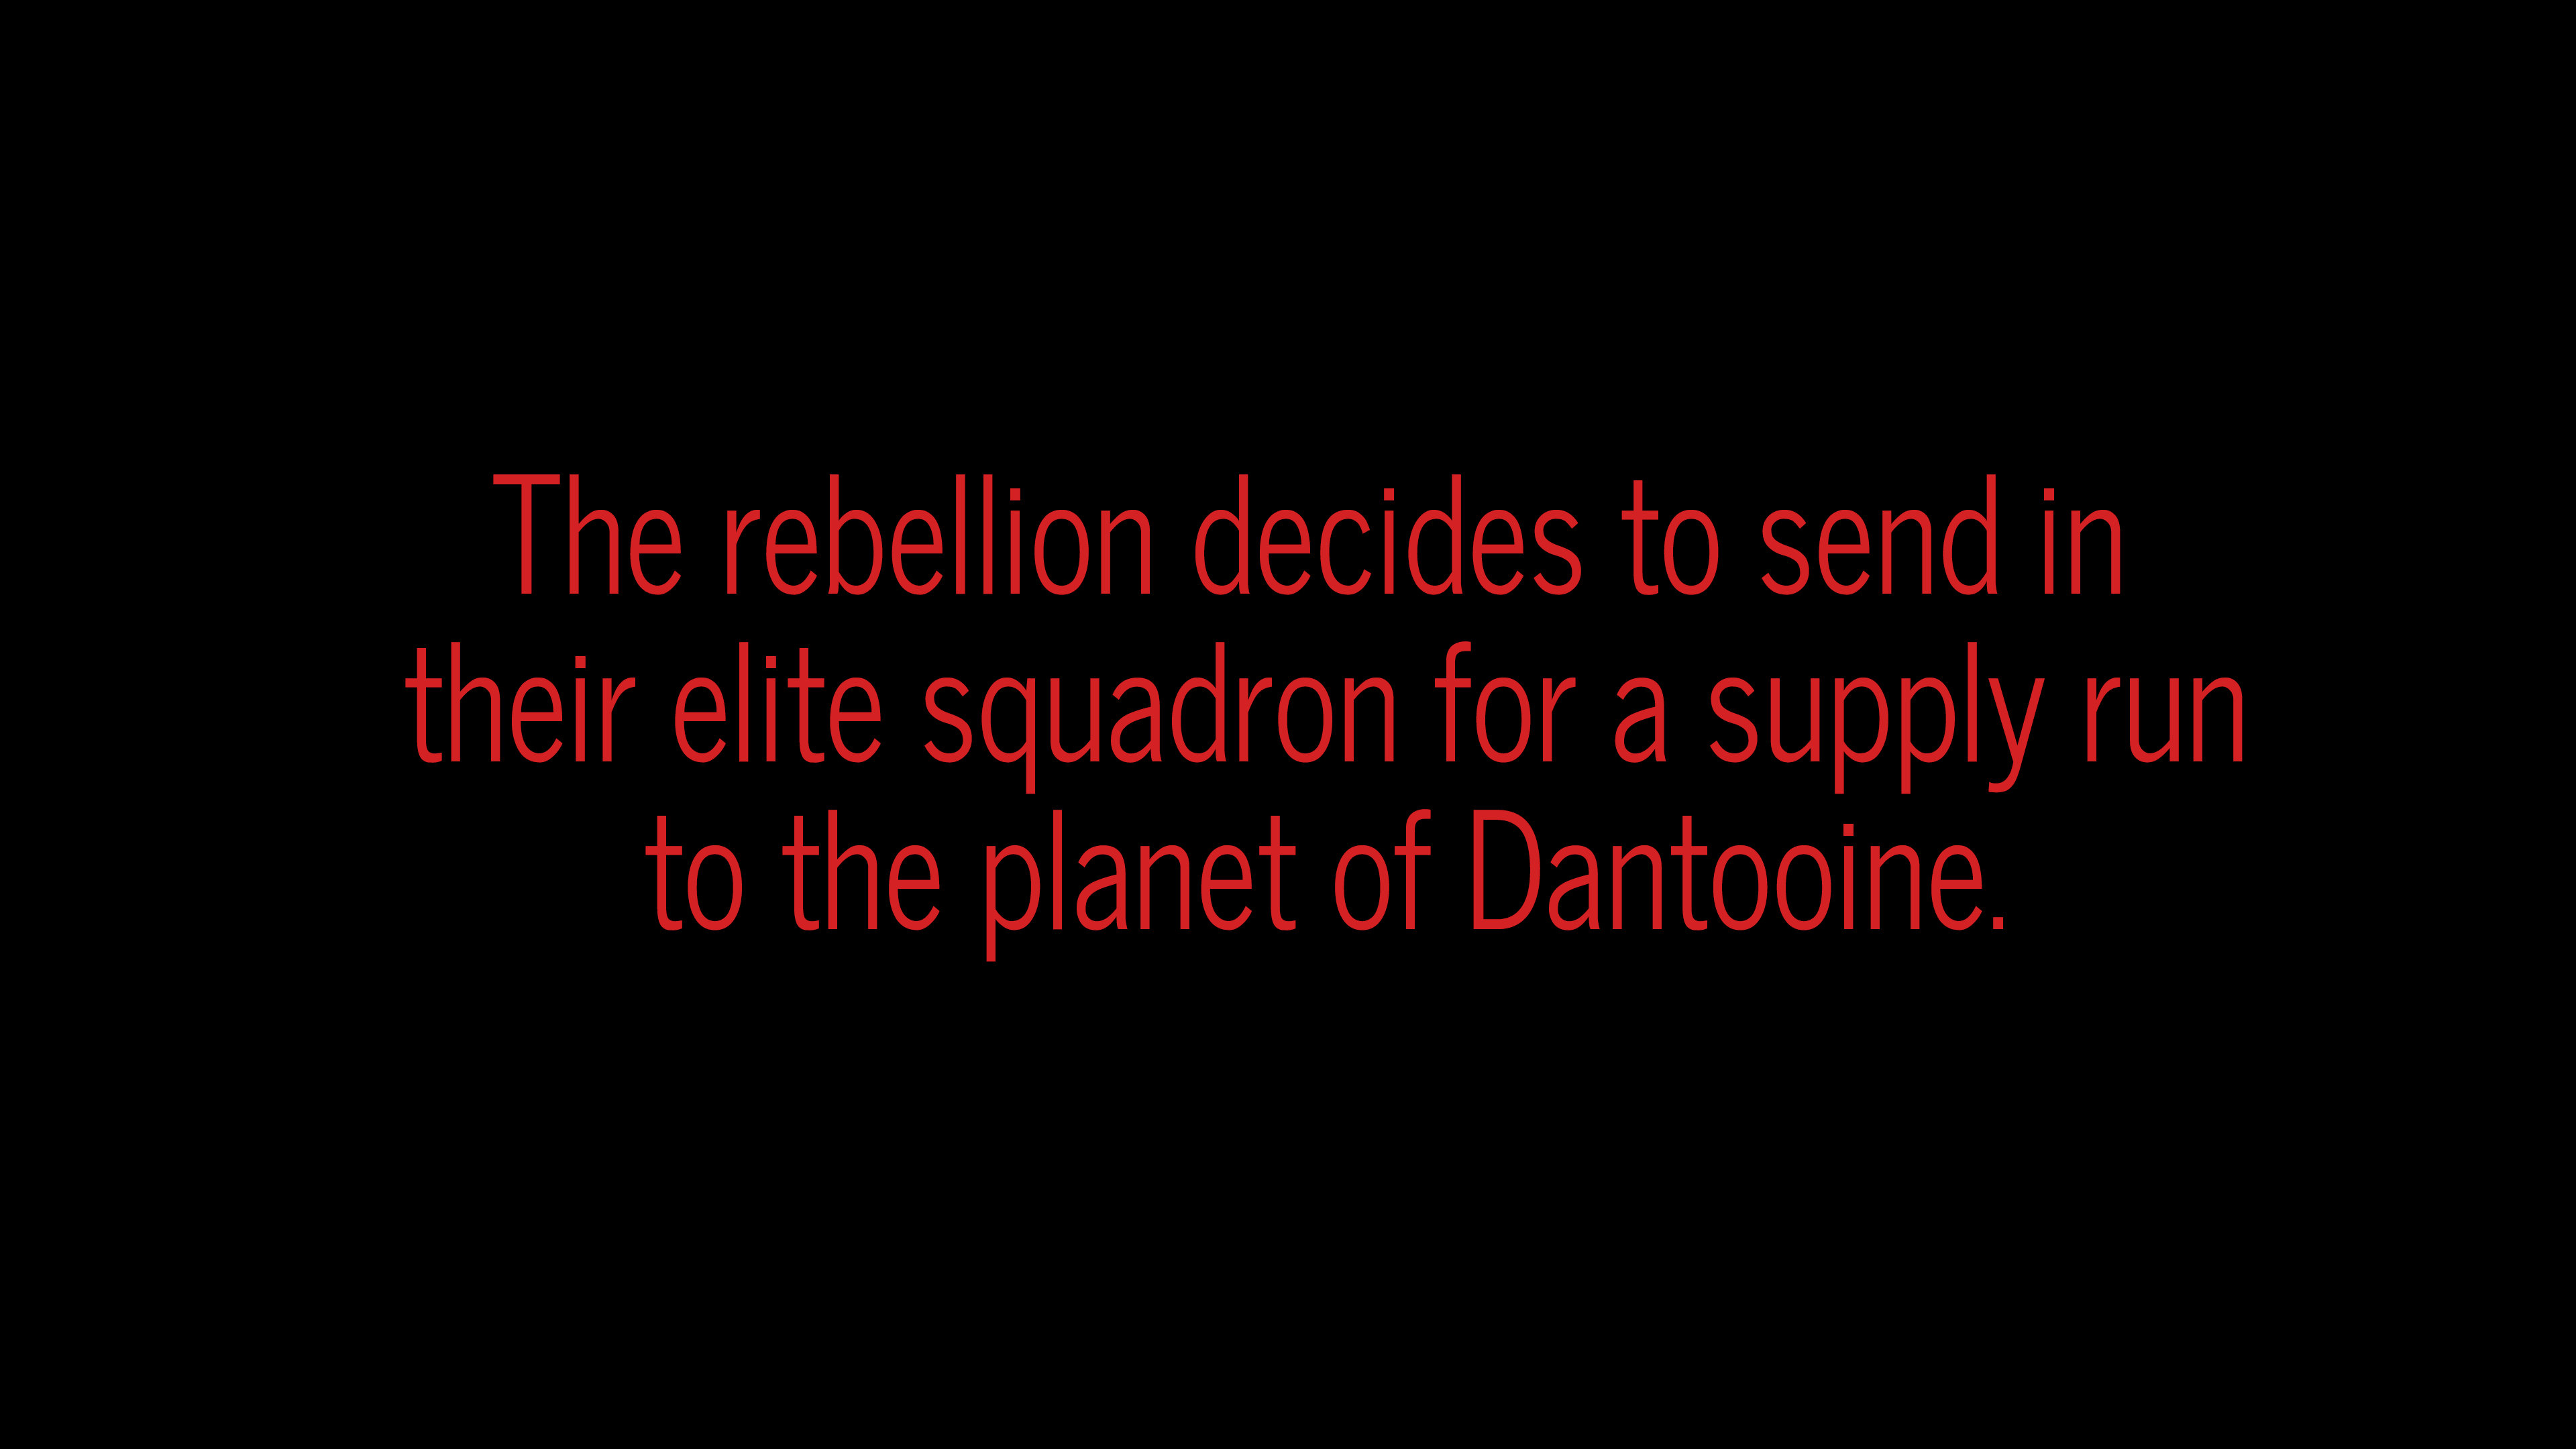 The rebellion decides to send in
their elite squadron for a supply run
to the planet of Dantooine.